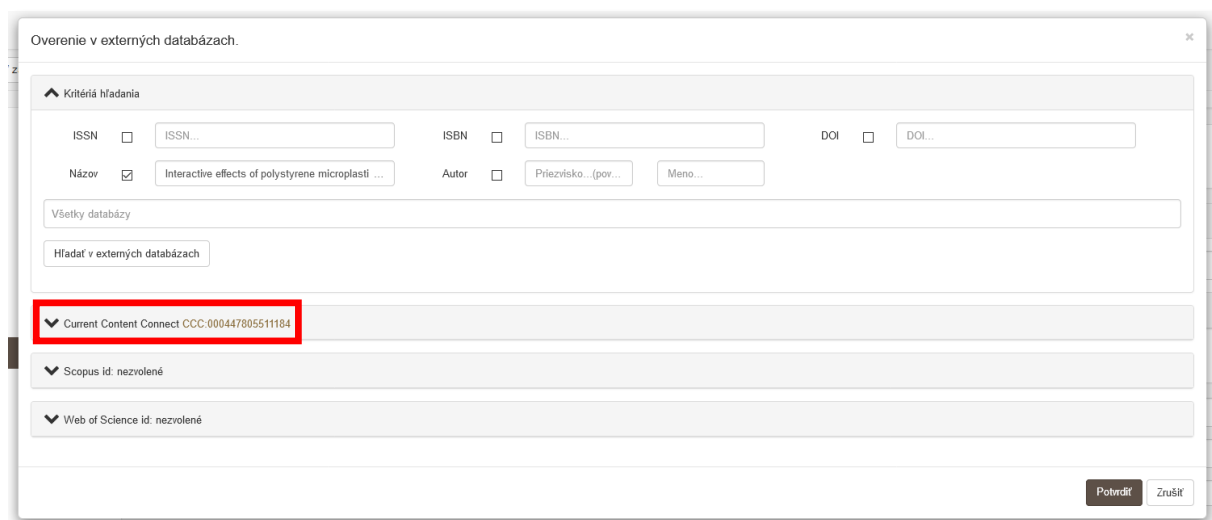 Overenie v externých databázach.
×
z
Kritériá hľadania
ISSN ISSN... ISBN ISBN... DOI DOI...
Názov Interactive effects of polystyrene microplasti ... Autor Priezvisko...(pov... Meno...
Všetky databázy
Hľadať v externých databázach
Current Content Connect CCC:000447805511184
Scopus id: nezvolené
Web of Science id: nezvolené
Potvrdiť Zrušiť